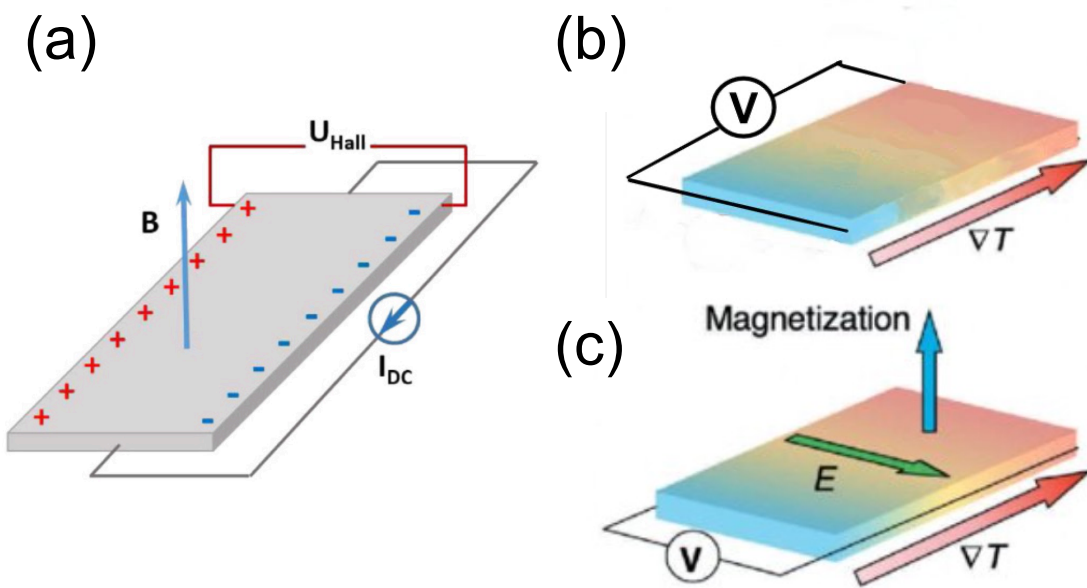 (a)
U_Hall
B
+ + + + + + + + +
- - - - - - - - -
I_DC
(b)
V
∇T
(c)
Magnetization
E
V
∇T